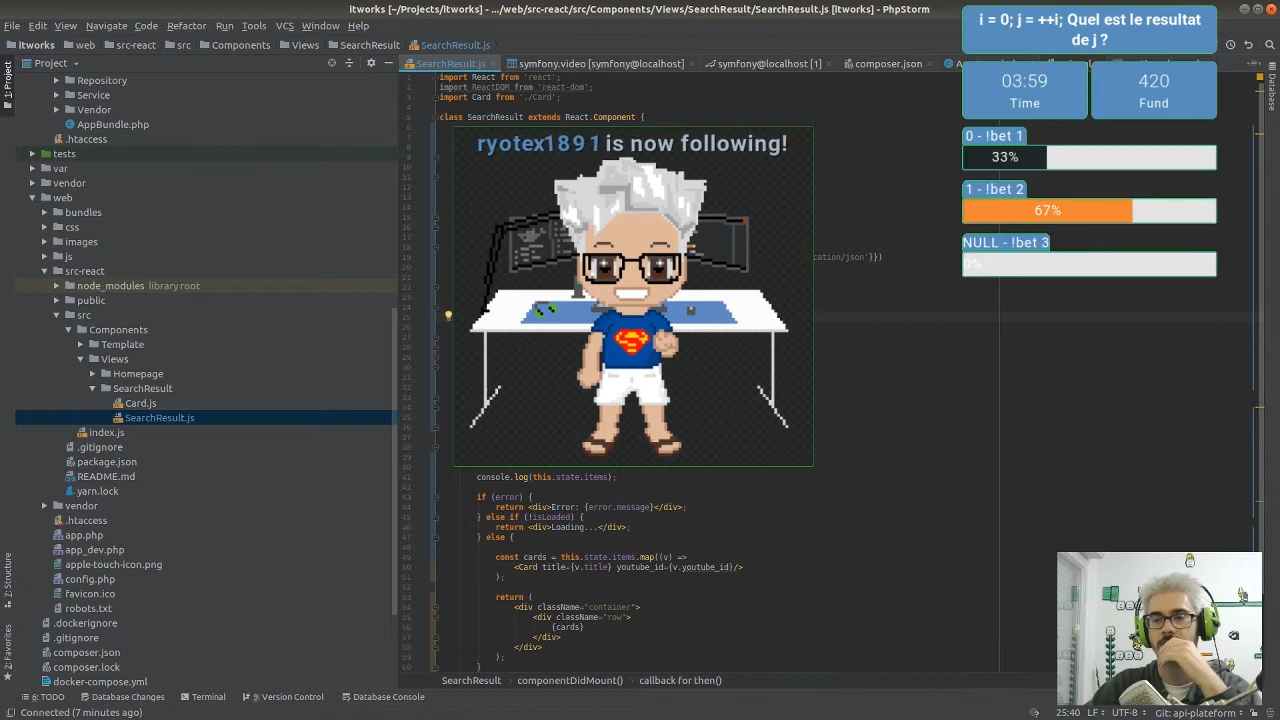 ltworks [~/Projects/ltworks] - .../web/src-react/src/Components/Views/SearchResult/SearchResult.js [ltworks] - PhpStorm
File Edit View Navigate Code Refactor Run Tools VCS Window Help
ltworks web src-react src Components Views SearchResult SearchResult.js
Project
SearchResult.js symfony.video [symfony@localhost] symfony@localhost [1] composer.json
1: Project
Z: Structure
2: Favorites
Database
Repository
Service
Vendor
AppBundle.php
.htaccess
tests
var
vendor
web
bundles
css
images
js
src-react
node_modules library root
public
src
Components
Template
Views
Homepage
SearchResult
Card.js
SearchResult.js
index.js
.gitignore
package.json
README.md
yarn.lock
vendor
.htaccess
app.php
app_dev.php
apple-touch-icon.png
config.php
favicon.ico
robots.txt
.dockerignore
.gitignore
composer.json
composer.lock
docker-compose.yml
import React from 'react';
import ReactDOM from 'react-dom';
import Card from './Card';
class SearchResult extends React.Component {
ryotex1891 is now following!
cation/json'}})
console.log(this.state.items);
if (error) {
return <div>Error: {error.message}</div>;
} else if (!isLoaded) {
return <div>Loading...</div>;
} else {
const cards = this.state.items.map((v) =>
<Card title={v.title} youtube_id={v.youtube_id}/>
);
return (
<div className="container">
<div className="row">
{cards}
</div>
</div>
);
}
SearchResult componentDidMount() callback for then()
i = 0; j = ++i; Quel est le resultat
de j ?
03:59
Time
420
Fund
0 - !bet 1
33%
1 - !bet 2
67%
NULL - !bet 3
0%
6: TODO Database Changes Terminal 9: Version Control Database Console
Connected (7 minutes ago)
25:40 LF UTF-8 Git: api-plateform